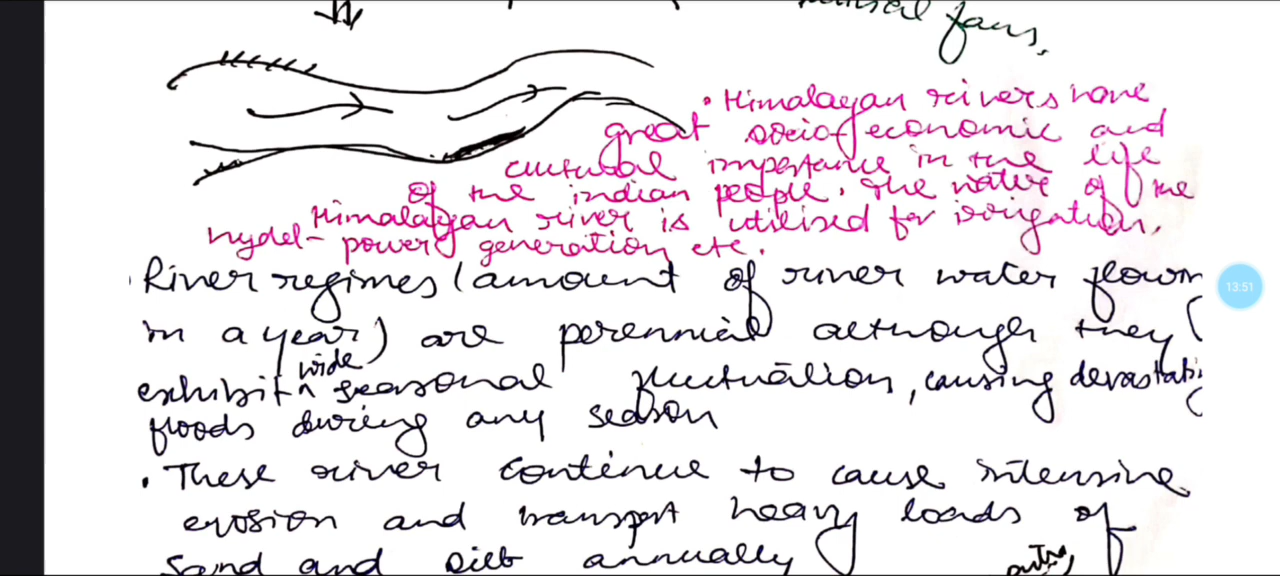 fans.
• Himalayan rivers have
great socio-economic and
cultural importance in the life
of the indian people. The water of the
Himalayan river is utilised for irrigation,
hydel-power generation etc.
River regimes (amount of river water flowin
in a year) are perennial although they
wide
exhibit ^ seasonal fluctuation, causing devastati
floods during any season
• These river continue to cause intensive
erosion and transport heavy loads of
sand and silt annually
13:51